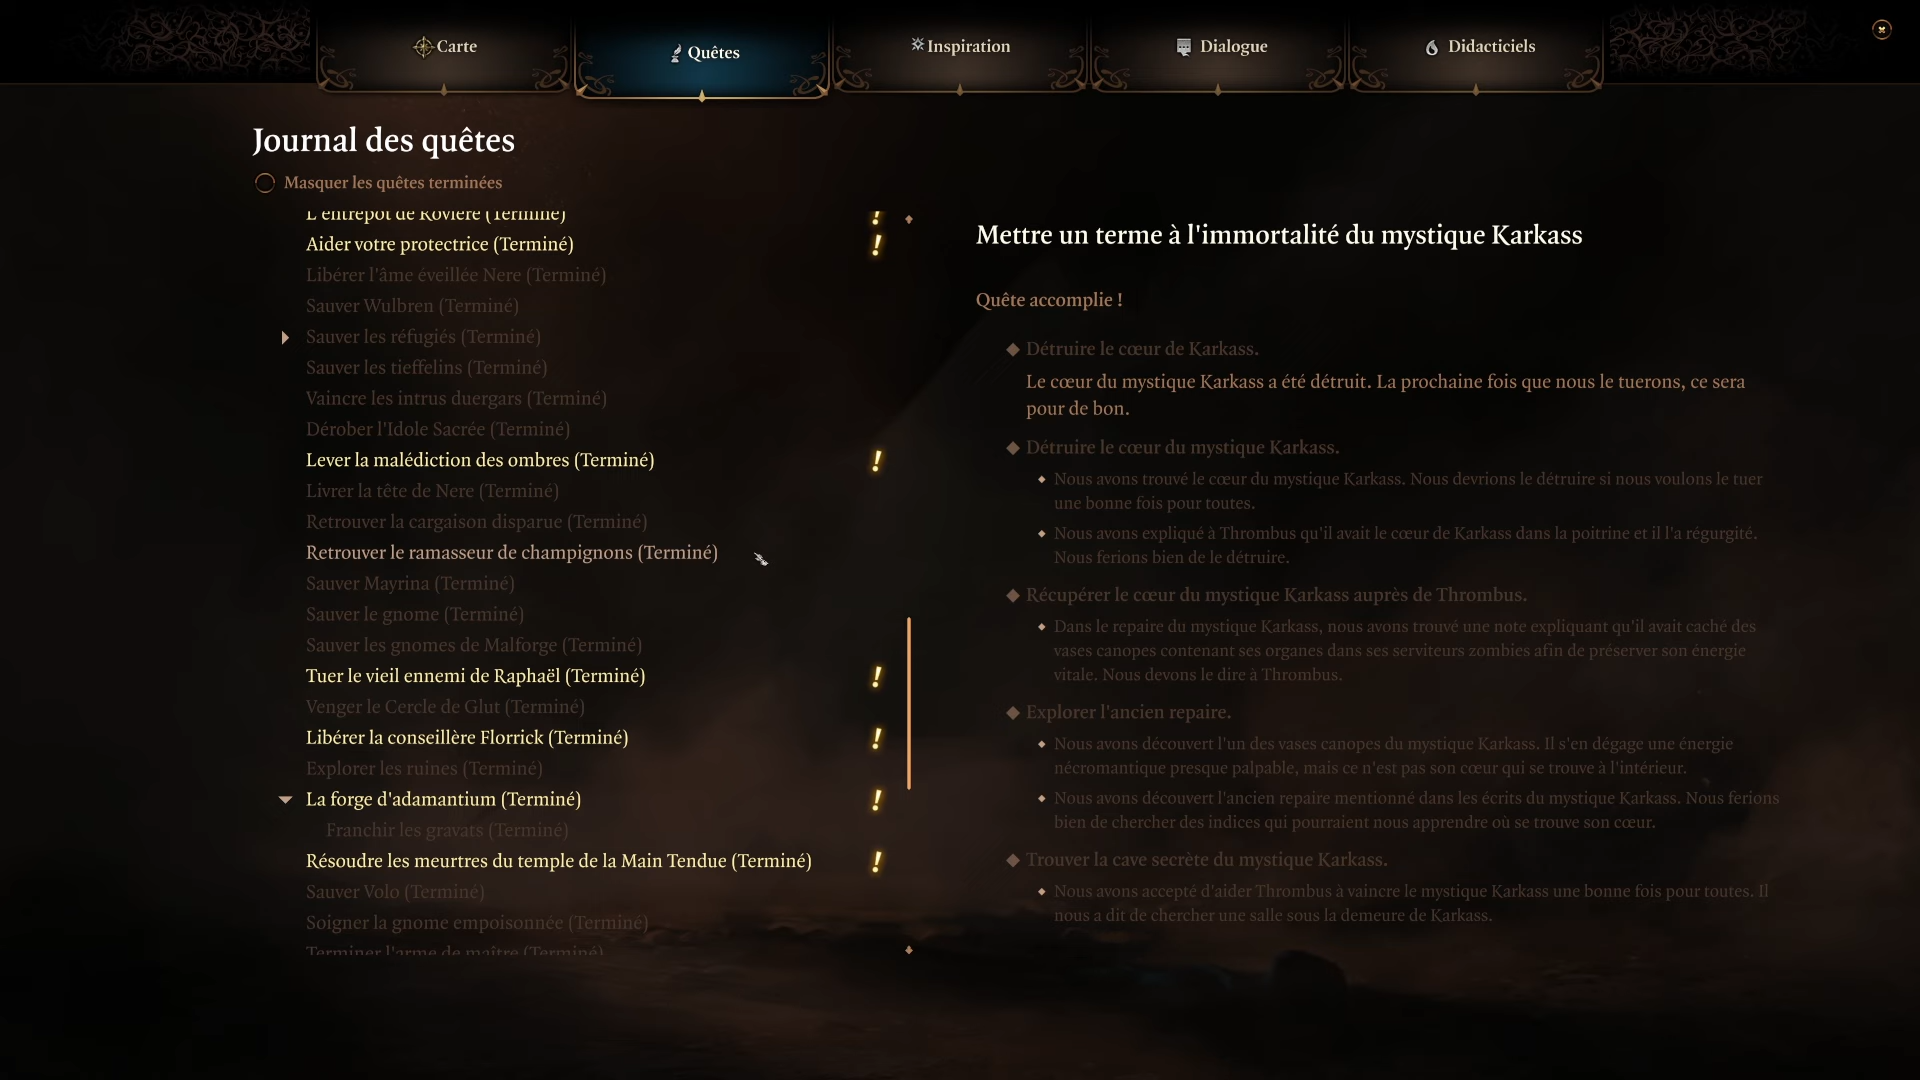 Carte
Quêtes
Inspiration
Dialogue
Didacticiels
Journal des quêtes
Masquer les quêtes terminées
L'entrepôt de Rovière (Terminé)
Aider votre protectrice (Terminé)
Libérer l'âme éveillée Nere (Terminé)
Sauver Wulbren (Terminé)
Sauver les réfugiés (Terminé)
Sauver les tieffelins (Terminé)
Vaincre les intrus duergars (Terminé)
Dérober l'Idole Sacrée (Terminé)
Lever la malédiction des ombres (Terminé)
Livrer la tête de Nere (Terminé)
Retrouver la cargaison disparue (Terminé)
Retrouver le ramasseur de champignons (Terminé)
Sauver Mayrina (Terminé)
Sauver le gnome (Terminé)
Sauver les gnomes de Malforge (Terminé)
Tuer le vieil ennemi de Raphaël (Terminé)
Venger le Cercle de Glut (Terminé)
Libérer la conseillère Florrick (Terminé)
Explorer les ruines (Terminé)
La forge d'adamantium (Terminé)
Franchir les gravats (Terminé)
Résoudre les meurtres du temple de la Main Tendue (Terminé)
Sauver Volo (Terminé)
Soigner la gnome empoisonnée (Terminé)
Terminer l'arme de maître (Terminé)
Mettre un terme à l'immortalité du mystique Karkass
Quête accomplie !
Détruire le cœur de Karkass.
Le cœur du mystique Karkass a été détruit. La prochaine fois que nous le tuerons, ce sera
pour de bon.
Détruire le cœur du mystique Karkass.
Nous avons trouvé le cœur du mystique Karkass. Nous devrions le détruire si nous voulons le tuer
une bonne fois pour toutes.
Nous avons expliqué à Thrombus qu'il avait le cœur de Karkass dans la poitrine et il l'a régurgité.
Nous ferions bien de le détruire.
Récupérer le cœur du mystique Karkass auprès de Thrombus.
Dans le repaire du mystique Karkass, nous avons trouvé une note expliquant qu'il avait caché des
vases canopes contenant ses organes dans ses serviteurs zombies afin de préserver son énergie
vitale. Nous devons le dire à Thrombus.
Explorer l'ancien repaire.
Nous avons découvert l'un des vases canopes du mystique Karkass. Il s'en dégage une énergie
nécromantique presque palpable, mais ce n'est pas son cœur qui se trouve à l'intérieur.
Nous avons découvert l'ancien repaire mentionné dans les écrits du mystique Karkass. Nous ferions
bien de chercher des indices qui pourraient nous apprendre où se trouve son cœur.
Trouver la cave secrète du mystique Karkass.
Nous avons accepté d'aider Thrombus à vaincre le mystique Karkass une bonne fois pour toutes. Il
nous a dit de chercher une salle sous la demeure de Karkass.